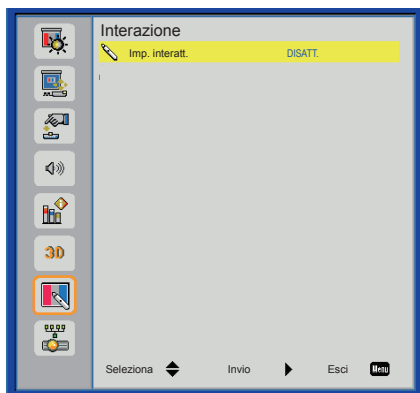 Interazione
Imp. interatt. DISATT.
3D
Seleziona Invio Esci Menu